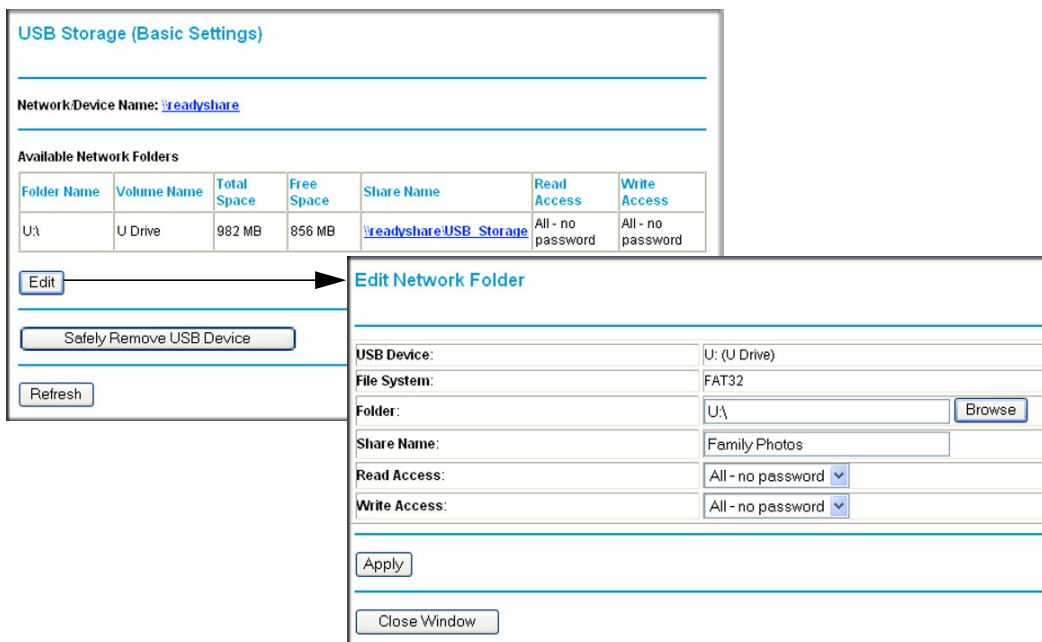 USB Storage (Basic Settings)
Network/Device Name: \\readyshare
Available Network Folders
Folder Name Volume Name Total Space Free Space Share Name Read Access Write Access
U:\ U Drive 982 MB 856 MB \\readyshare\USB_Storage All - no password All - no password
Edit
Safely Remove USB Device
Refresh
Edit Network Folder
USB Device: U: (U Drive)
File System: FAT32
Folder: U:\ Browse
Share Name: Family Photos
Read Access: All - no password
Write Access: All - no password
Apply
Close Window